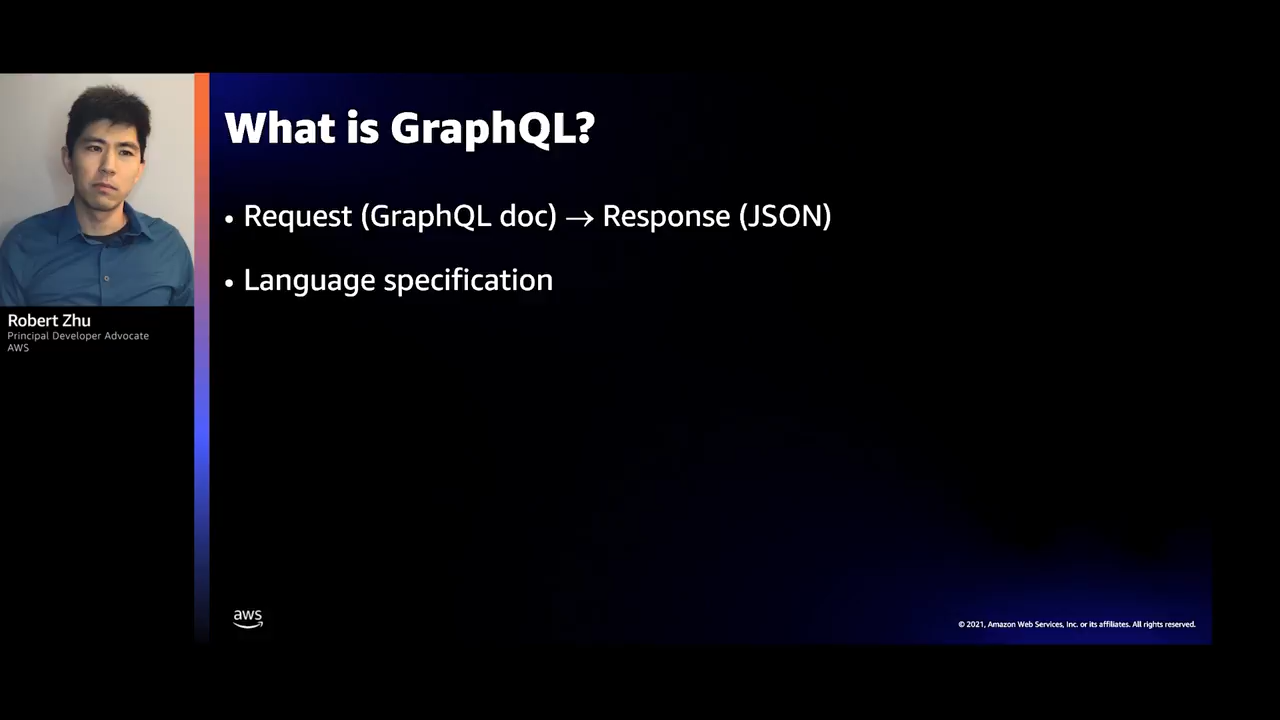 What is GraphQL?
• Request (GraphQL doc) → Response (JSON)
• Language specification
Robert Zhu
Principal Developer Advocate
AWS
aws
© 2021, Amazon Web Services, Inc. or its affiliates. All rights reserved.